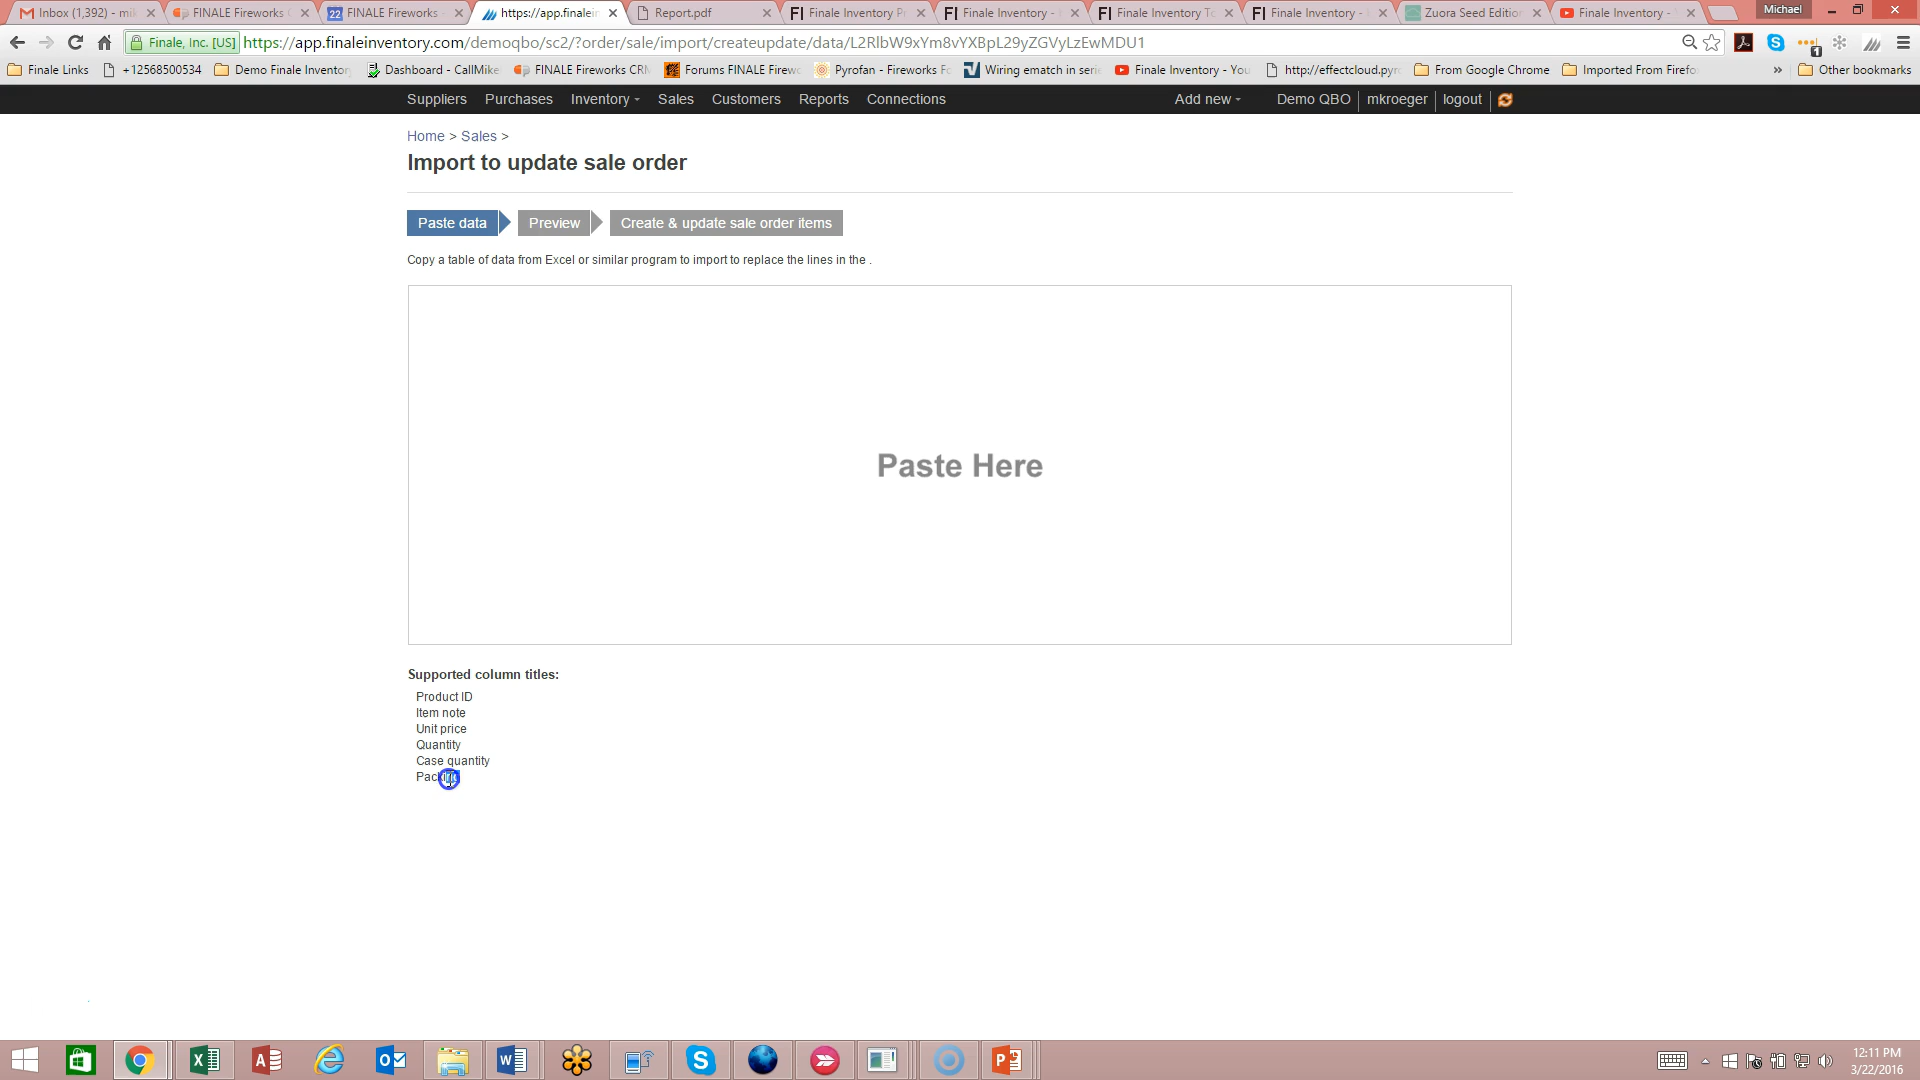 Inbox (1,392) - mi
FINALE Fireworks
FINALE Fireworks
https://app.finalein
Report.pdf
Finale Inventory
Finale Inventory -
Finale Inventory
Finale Inventory -
Zuora Seed Edition
Finale Inventory -
Michael
Finale, Inc. [US]
https://app.finaleinventory.com/demoqbo/sc2/?order/sale/import/createupdate/data/L2RlbW9xYm8vYXBpL29yZGVyLzEwMDU1
1
Finale Links
+12568500534
Demo Finale Inventor
Dashboard - CallMike
FINALE Fireworks CRM
Forums FINALE Firew
Pyrofan - Fireworks Fo
Wiring ematch in seri
Finale Inventory - You
http://effectcloud.pyr
From Google Chrome
Imported From Firefo
»
Other bookmarks
Suppliers
Purchases
Inventory
Sales
Customers
Reports
Connections
Add new
Demo QBO
mkroeger
logout
Home > Sales >
Import to update sale order
Paste data
Preview
Create & update sale order items
Copy a table of data from Excel or similar program to import to replace the lines in the .
Paste Here
Supported column titles:
Product ID
Item note
Unit price
Quantity
Case quantity
Packing
12:11 PM
3/22/2016